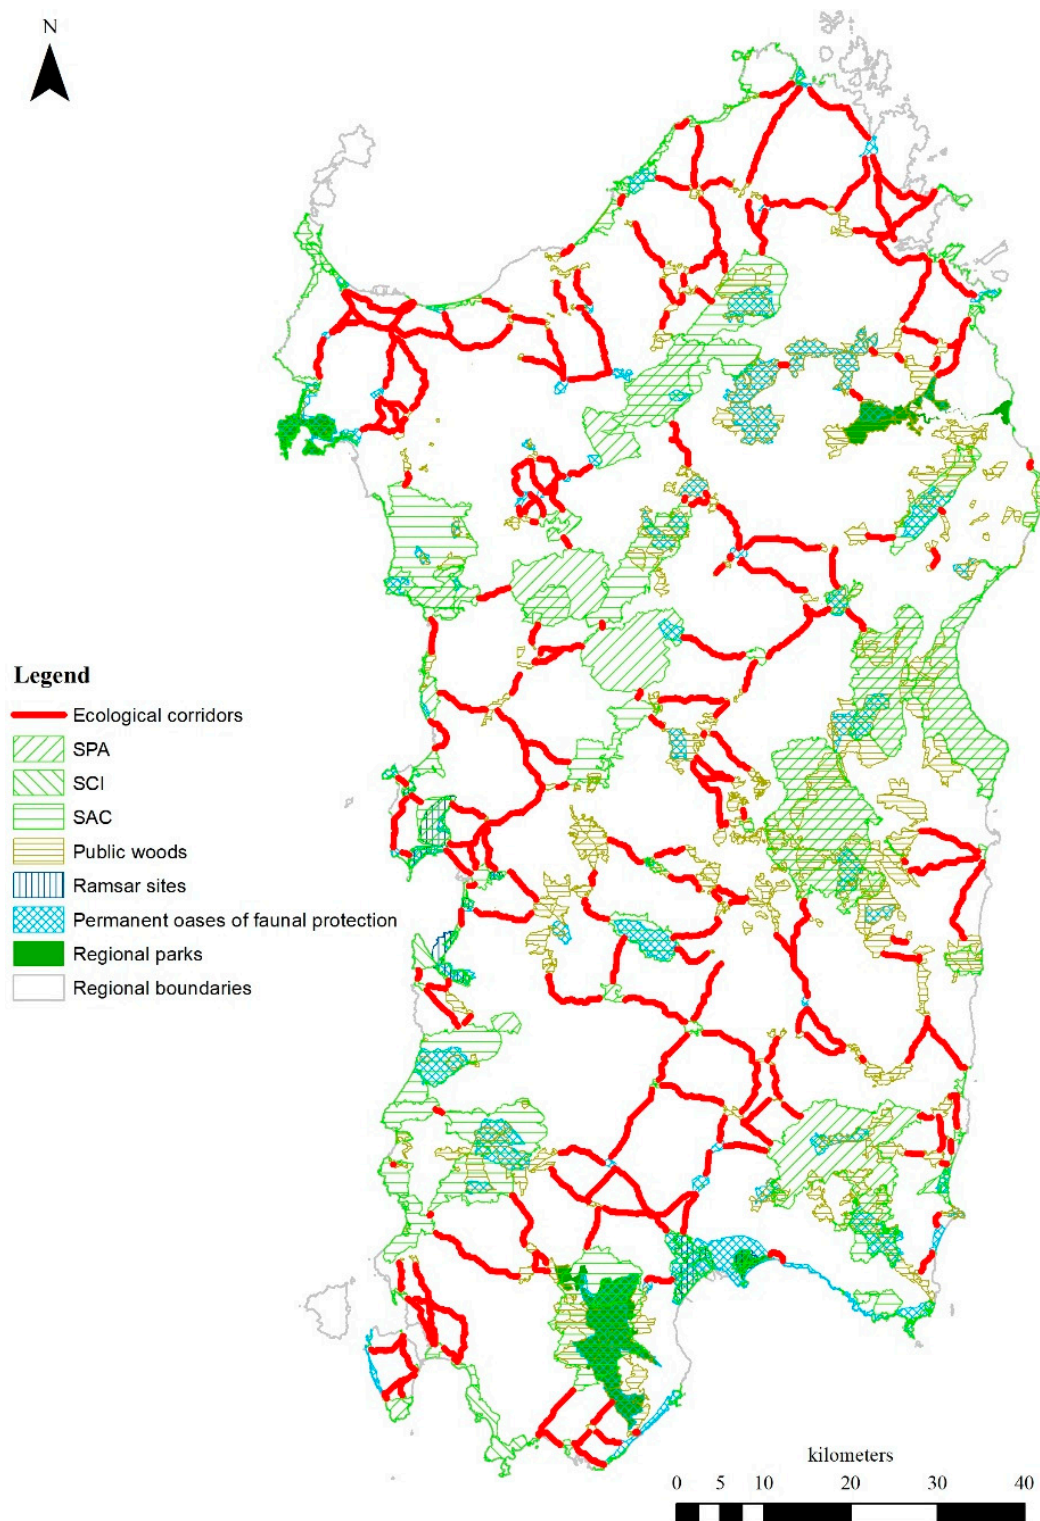 N
Legend
Ecological corridors
SPA
SCI
SAC
Public woods
Ramsar sites
Permanent oases of faunal protection
Regional parks
Regional boundaries
kilometers
0 5 10 20 30 40